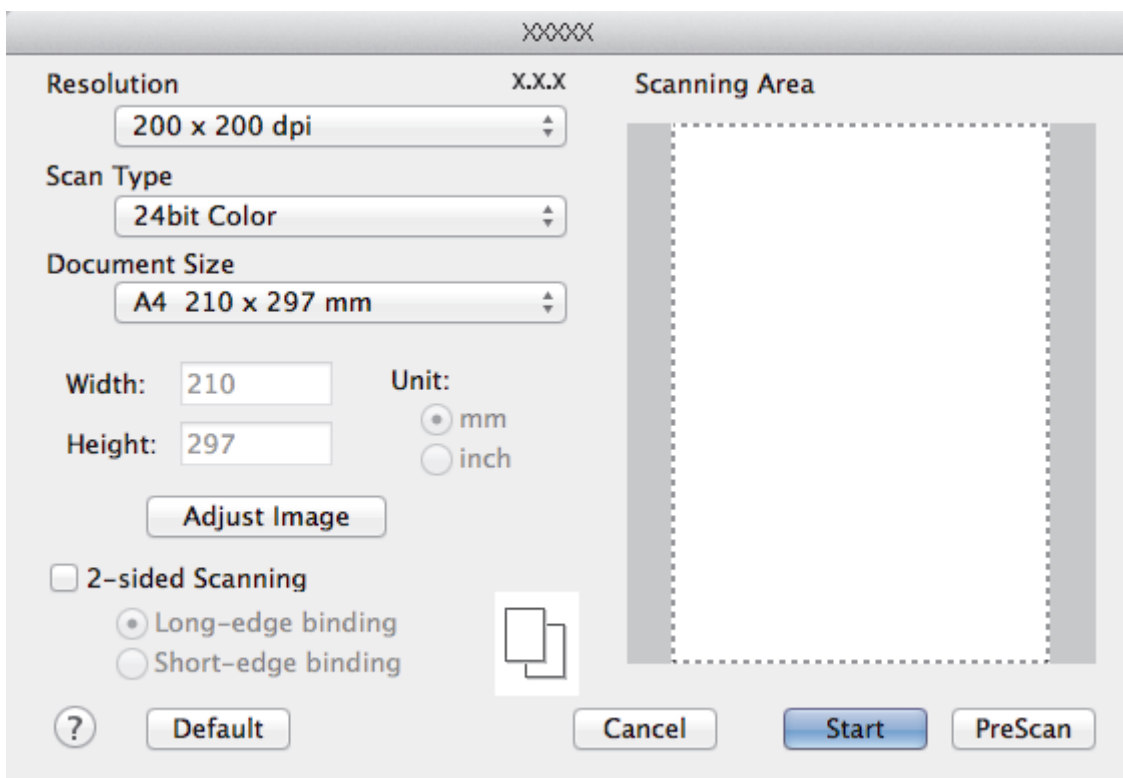 XXXXX
Resolution X.X.X
200 x 200 dpi
Scan Type
24bit Color
Document Size
A4 210 x 297 mm
Width: 210
Height: 297
Unit:
mm
inch
Adjust Image
2-sided Scanning
Long-edge binding
Short-edge binding
Scanning Area
? Default Cancel Start PreScan